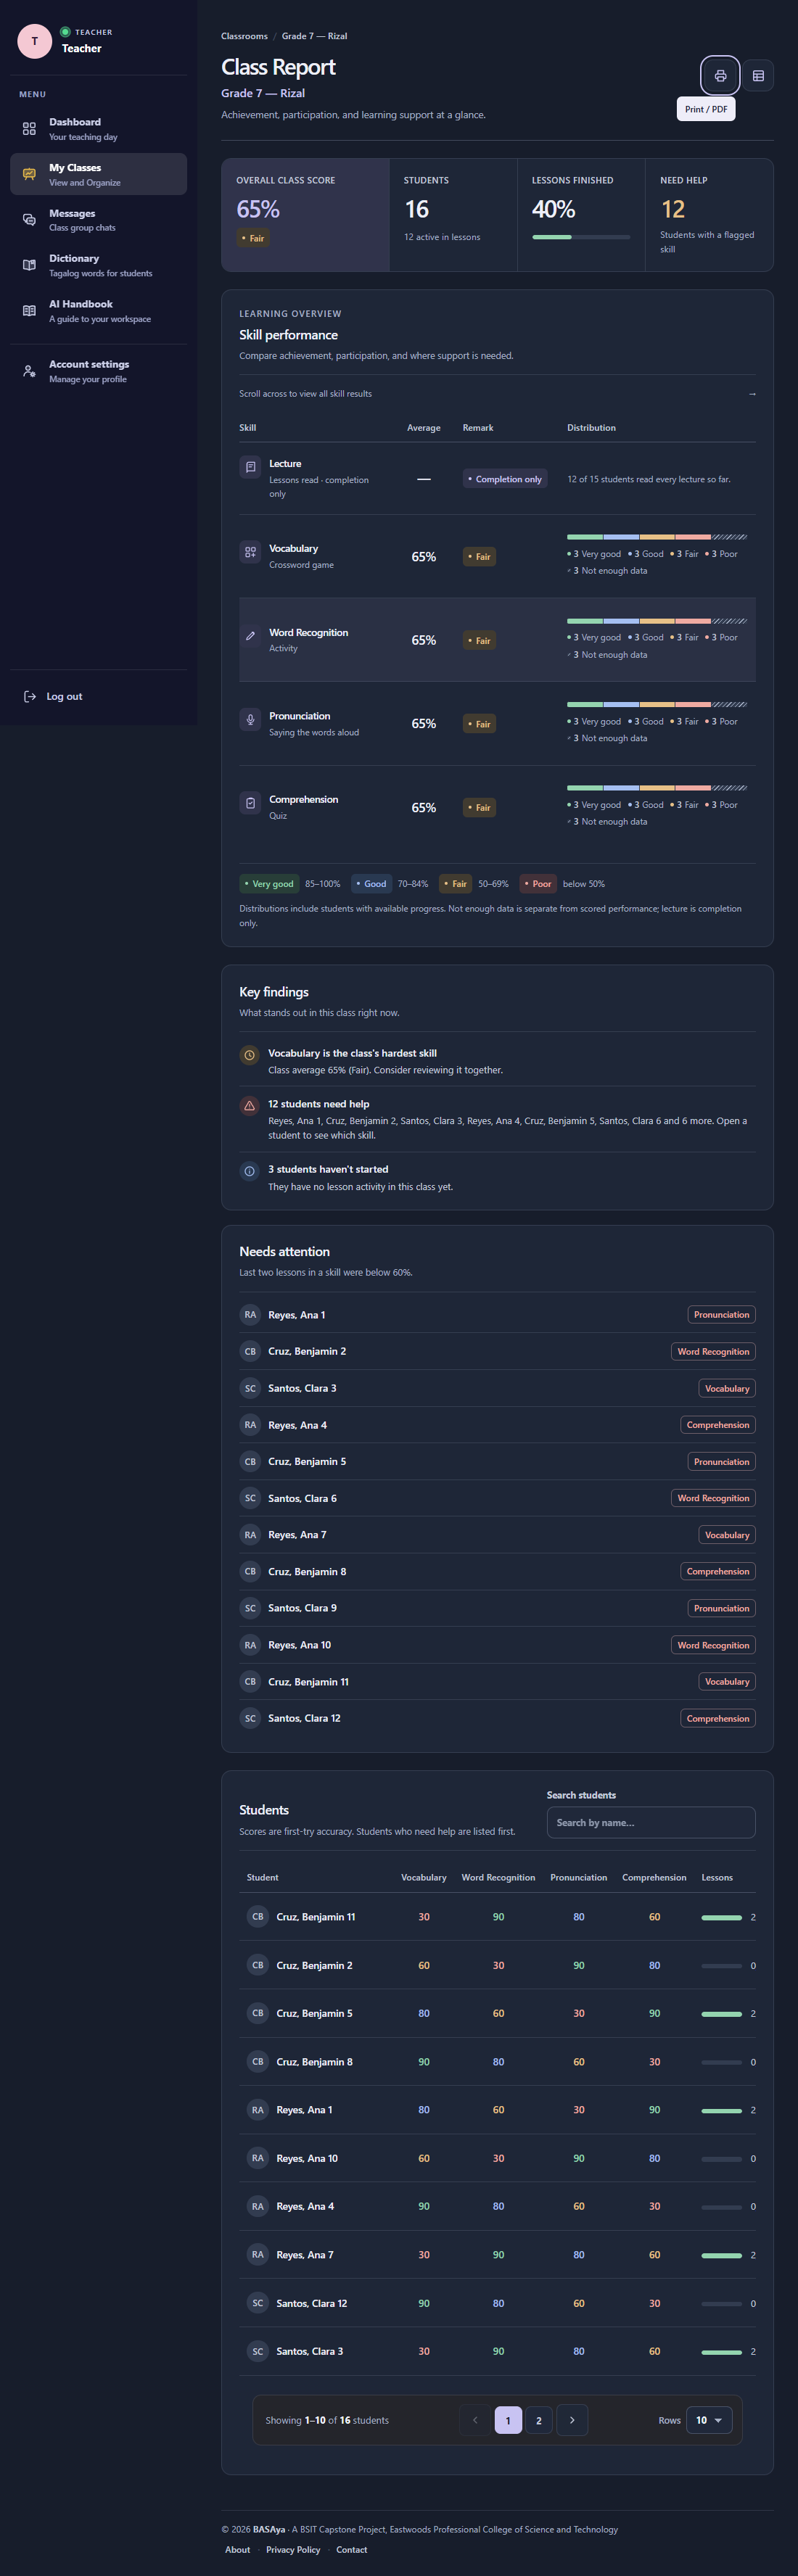 T
TEACHER
Teacher
MENU
Dashboard
Your teaching day
My Classes
View and Organize
Messages
Class group chats
Dictionary
Tagalog words for students
AI Handbook
A guide to your workspace
Account settings
Manage your profile
Log out
Classrooms / Grade 7 — Rizal
Class Report
Grade 7 — Rizal
Achievement, participation, and learning support at a glance.
Print / PDF
OVERALL CLASS SCORE
65%
Fair
STUDENTS
16
12 active in lessons
LESSONS FINISHED
40%
NEED HELP
12
Students with a flagged
skill
LEARNING OVERVIEW
Skill performance
Compare achievement, participation, and where support is needed.
Scroll across to view all skill results →
Skill Average Remark Distribution
Lecture
Lessons read · completion
only
—
Completion only
12 of 15 students read every lecture so far.
Vocabulary
Crossword game
65%
Fair
3 Very good 3 Good 3 Fair 3 Poor
3 Not enough data
Word Recognition
Activity
65%
Fair
3 Very good 3 Good 3 Fair 3 Poor
3 Not enough data
Pronunciation
Saying the words aloud
65%
Fair
3 Very good 3 Good 3 Fair 3 Poor
3 Not enough data
Comprehension
Quiz
65%
Fair
3 Very good 3 Good 3 Fair 3 Poor
3 Not enough data
Very good 85–100% Good 70–84% Fair 50–69% Poor below 50%
Distributions include students with available progress. Not enough data is separate from scored performance; lecture is completion
only.
Key findings
What stands out in this class right now.
Vocabulary is the class's hardest skill
Class average 65% (Fair). Consider reviewing it together.
12 students need help
Reyes, Ana 1, Cruz, Benjamin 2, Santos, Clara 3, Reyes, Ana 4, Cruz, Benjamin 5, Santos, Clara 6 and 6 more. Open a
student to see which skill.
3 students haven't started
They have no lesson activity in this class yet.
Needs attention
Last two lessons in a skill were below 60%.
RA Reyes, Ana 1 Pronunciation
CB Cruz, Benjamin 2 Word Recognition
SC Santos, Clara 3 Vocabulary
RA Reyes, Ana 4 Comprehension
CB Cruz, Benjamin 5 Pronunciation
SC Santos, Clara 6 Word Recognition
RA Reyes, Ana 7 Vocabulary
CB Cruz, Benjamin 8 Comprehension
SC Santos, Clara 9 Pronunciation
RA Reyes, Ana 10 Word Recognition
CB Cruz, Benjamin 11 Vocabulary
SC Santos, Clara 12 Comprehension
Students
Scores are first-try accuracy. Students who need help are listed first.
Search students
Search by name...
Student Vocabulary Word Recognition Pronunciation Comprehension Lessons
CB Cruz, Benjamin 11 30 90 80 60 2
CB Cruz, Benjamin 2 60 30 90 80 0
CB Cruz, Benjamin 5 80 60 30 90 2
CB Cruz, Benjamin 8 90 80 60 30 0
RA Reyes, Ana 1 80 60 30 90 2
RA Reyes, Ana 10 60 30 90 80 0
RA Reyes, Ana 4 90 80 60 30 0
RA Reyes, Ana 7 30 90 80 60 2
SC Santos, Clara 12 90 80 60 30 0
SC Santos, Clara 3 30 90 80 60 2
Showing 1–10 of 16 students
1 2
Rows 10
© 2026 BASAya · A BSIT Capstone Project, Eastwoods Professional College of Science and Technology
About · Privacy Policy · Contact